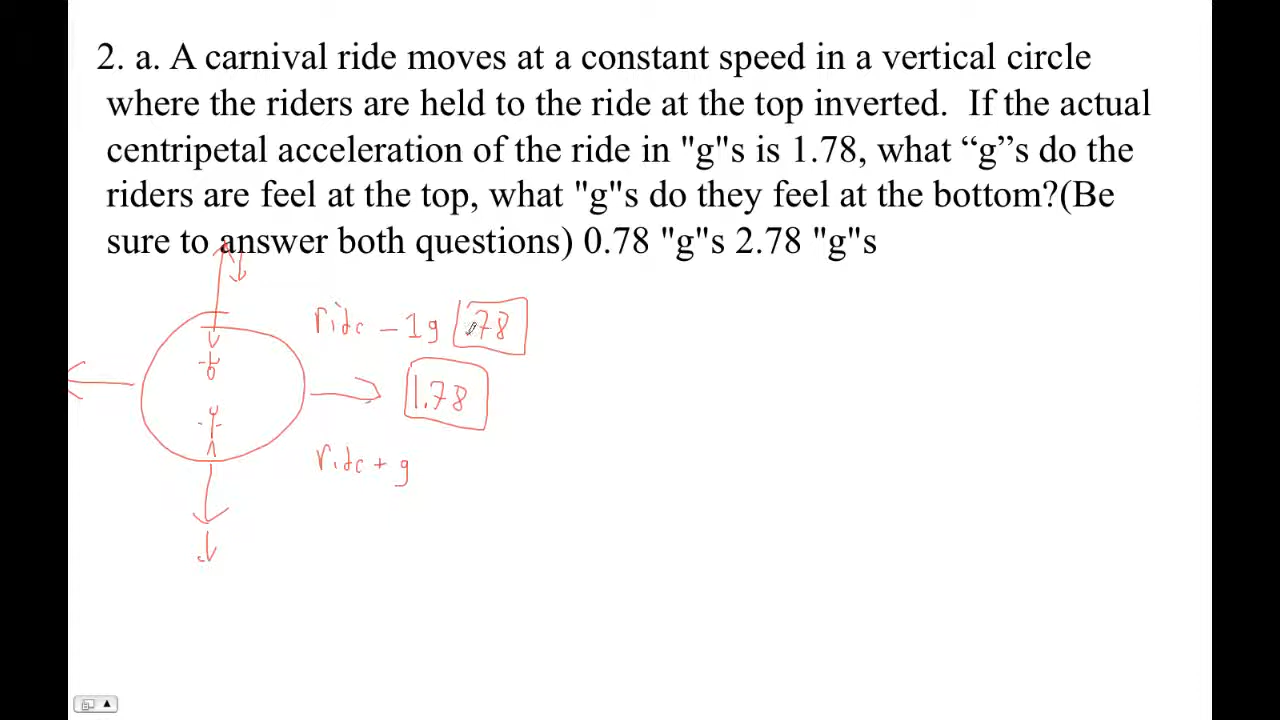 2. a. A carnival ride moves at a constant speed in a vertical circle
where the riders are held to the ride at the top inverted. If the actual
centripetal acceleration of the ride in "g"s is 1.78, what “g”s do the
riders are feel at the top, what "g"s do they feel at the bottom?(Be
sure to answer both questions) 0.78 "g"s 2.78 "g"s
ride - 1g .78
1.78
ride + g